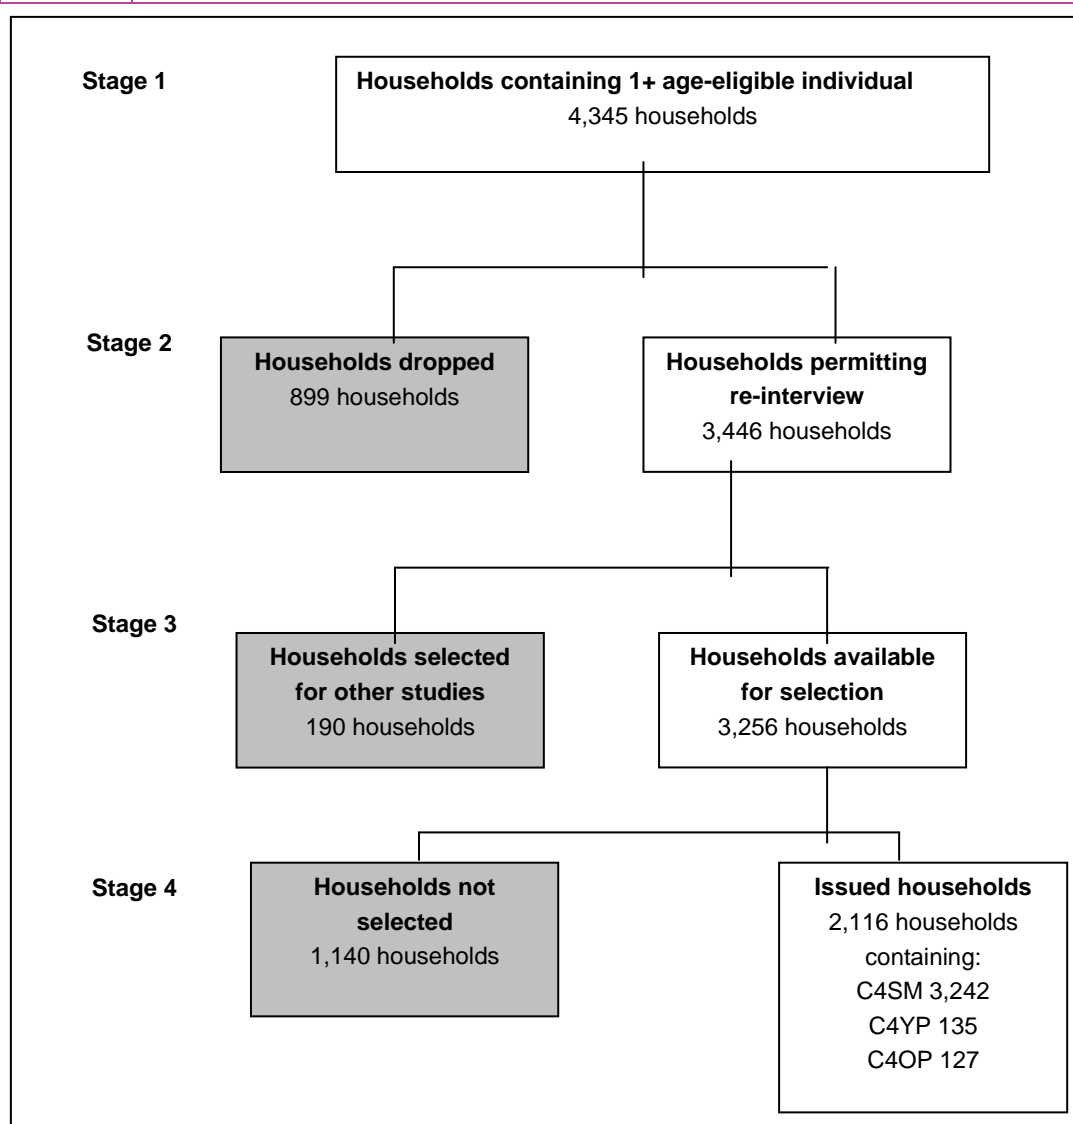 Stage 1
Households containing 1+ age-eligible individual
4,345 households
Stage 2
Households dropped
899 households
Households permitting
re-interview
3,446 households
Stage 3
Households selected
for other studies
190 households
Households available
for selection
3,256 households
Stage 4
Households not
selected
1,140 households
Issued households
2,116 households
containing:
C4SM 3,242
C4YP 135
C4OP 127